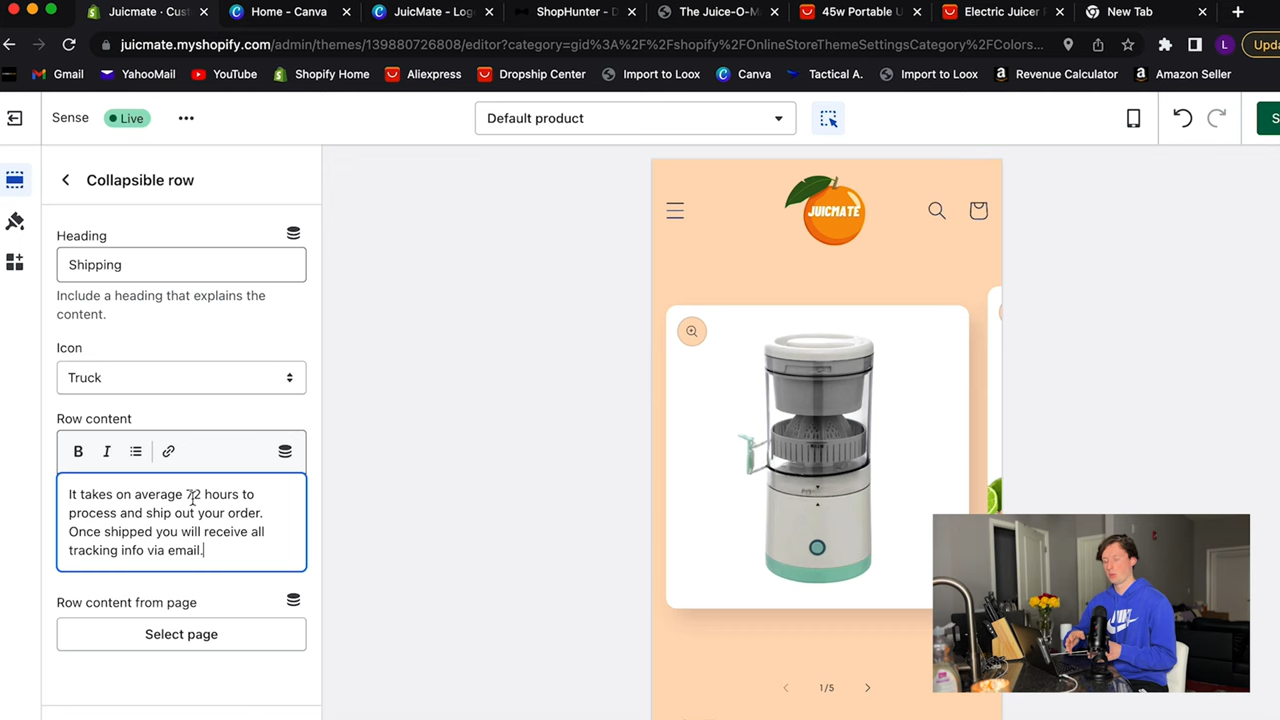 Juicmate · Cust
Home - Canva
JuicMate - Log
ShopHunter - D
The Juice-O-Ma
45w Portable U
Electric Juicer F
New Tab
juicmate.myshopify.com/admin/themes/139880726808/editor?category=gid%3A%2F%2Fshopify%2FOnlineStoreThemeSettingsCategory%2FColors...
L
Upda
Gmail
YahooMail
YouTube
Shopify Home
Aliexpress
Dropship Center
Import to Loox
Canva
Tactical A.
Import to Loox
Revenue Calculator
Amazon Seller
Sense
Live
Default product
S
Collapsible row
Heading
Shipping
Include a heading that explains the
content.
Icon
Truck
Row content
B I
It takes on average 72 hours to
process and ship out your order.
Once shipped you will receive all
tracking info via email.
Row content from page
Select page
JUICMATE
1/5